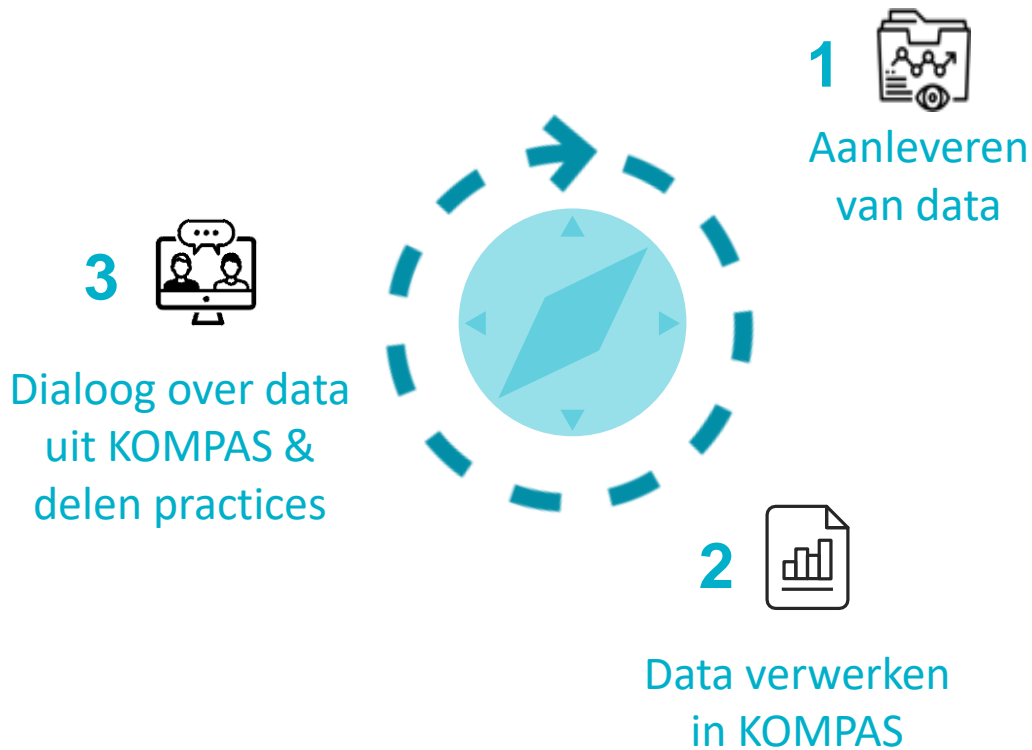 1
Aanleveren
van data
2
Data verwerken
in KOMPAS
3
Dialoog over data
uit KOMPAS &
delen practices